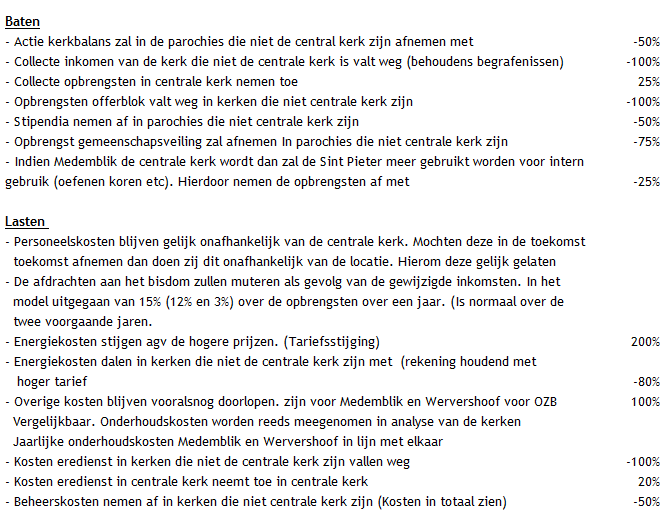 Baten
- Actie kerkbalans zal in de parochies die niet de central kerk zijn afnemen met -50%
- Collecte inkomen van de kerk die niet de centrale kerk is valt weg (behoudens begrafenissen) -100%
- Collecte opbrengsten in centrale kerk nemen toe 25%
- Opbrengsten offerblok valt weg in kerken die niet centrale kerk zijn -100%
- Stipendia nemen af in parochies die niet centrale kerk zijn -50%
- Opbrengst gemeenschapsveiling zal afnemen In parochies die niet centrale kerk zijn -75%
- Indien Medemblik de centrale kerk wordt dan zal de Sint Pieter meer gebruikt worden voor intern
gebruik (oefenen koren etc). Hierdoor nemen de opbrengsten af met -25%
Lasten
- Personeelskosten blijven gelijk onafhankelijk van de centrale kerk. Mochten deze in de toekomst
toekomst afnemen dan doen zij dit onafhankelijk van de locatie. Hierom deze gelijk gelaten
- De afdrachten aan het bisdom zullen muteren als gevolg van de gewijzigde inkomsten. In het
model uitgegaan van 15% (12% en 3%) over de opbrengsten over een jaar. (Is normaal over de
twee voorgaande jaren.
- Energiekosten stijgen agv de hogere prijzen. (Tariefsstijging) 200%
- Energiekosten dalen in kerken die niet de centrale kerk zijn met (rekening houdend met
hoger tarief -80%
- Overige kosten blijven vooralsnog doorlopen. zijn voor Medemblik en Wervershoof voor OZB 100%
Vergelijkbaar. Onderhoudskosten worden reeds meegenomen in analyse van de kerken
Jaarlijke onderhoudskosten Medemblik en Wervershoof in lijn met elkaar
- Kosten eredienst in kerken die niet de centrale kerk zijn vallen weg -100%
- Kosten eredienst in centrale kerk neemt toe in centrale kerk 20%
- Beheerskosten nemen af in kerken die niet centrale kerk zijn (Kosten in totaal zien) -50%